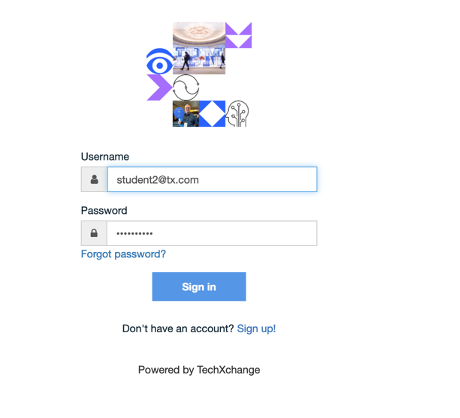 Username
student2@tx.com
Password
••••••••••
Forgot password?
Sign in
Don't have an account? Sign up!
Powered by TechXchange